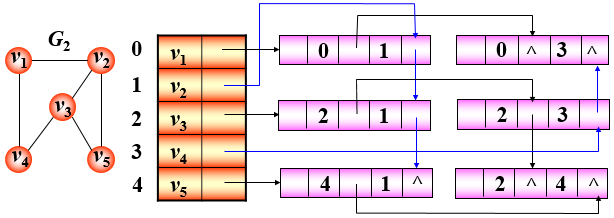 G2
v1 v2
v3
v4 v5
0 v1 0 1 0 ^ 3 ^
1 v2
2 v3 2 1 2 3
3 v4
4 v5 4 1 ^ 2 ^ 4 ^